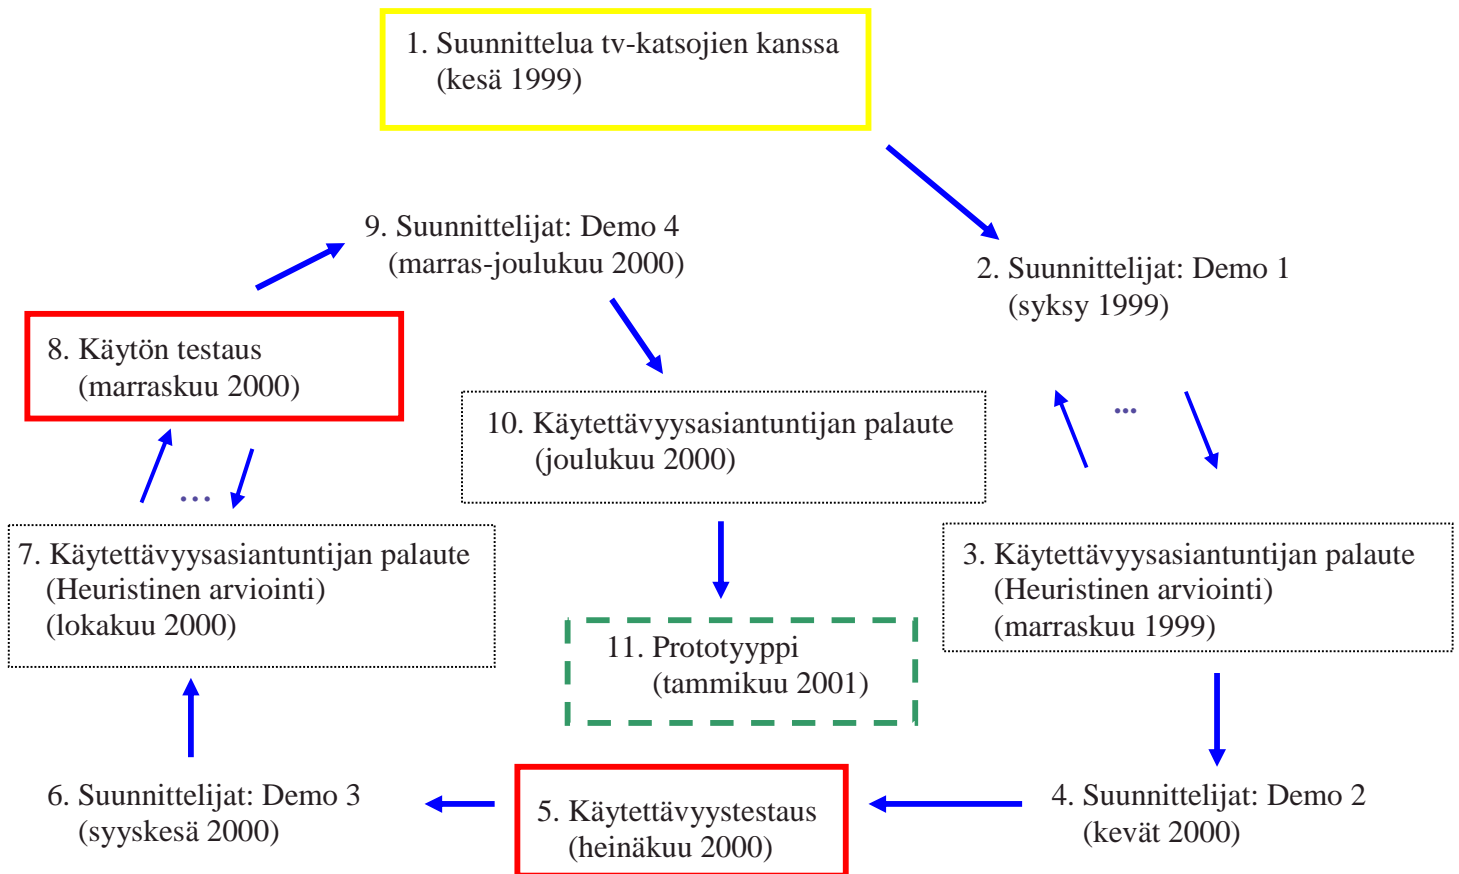 1. Suunnittelua tv-katsojien kanssa
(kesä 1999)
2. Suunnittelijat: Demo 1
(syksy 1999)
...
3. Käytettävyysasiantuntijan palaute
(Heuristinen arviointi)
(marraskuu 1999)
4. Suunnittelijat: Demo 2
(kevät 2000)
5. Käytettävyystestaus
(heinäkuu 2000)
6. Suunnittelijat: Demo 3
(syyskesä 2000)
7. Käytettävyysasiantuntijan palaute
(Heuristinen arviointi)
(lokakuu 2000)
...
8. Käytön testaus
(marraskuu 2000)
9. Suunnittelijat: Demo 4
(marras-joulukuu 2000)
10. Käytettävyysasiantuntijan palaute
(joulukuu 2000)
11. Prototyyppi
(tammikuu 2001)